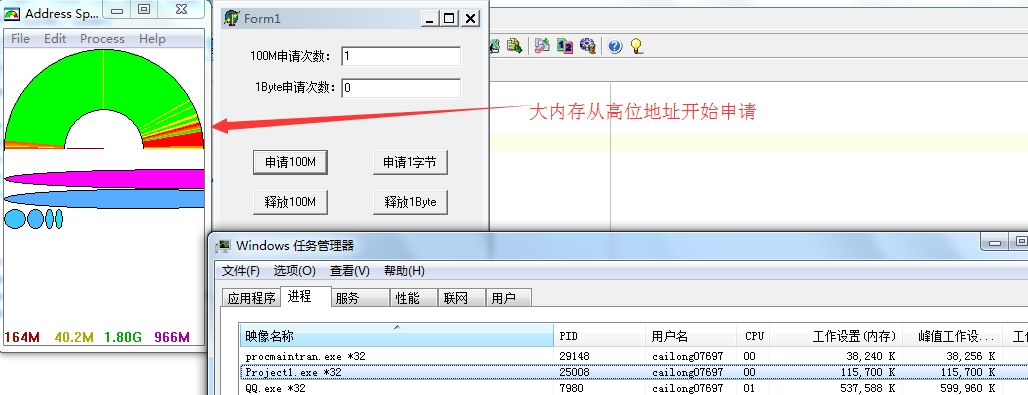 Address Sp...
File Edit Process Help
164M 40.2M 1.80G 966M
Form1
100M申请次数： 1
1Byte申请次数： 0
申请100M 申请1字节
释放100M 释放1Byte
大内存从高位地址开始申请
Windows 任务管理器
文件(F) 选项(O) 查看(V) 帮助(H)
应用程序 进程 服务 性能 联网 用户
映像名称 PID 用户名 CPU 工作设置(内存) 峰值工作设...
procmaintran.exe *32 29148 cailong07697 00 38,240 K 38,256 K
Project1.exe *32 25008 cailong07697 00 115,700 K 115,700 K
QQ.exe *32 7980 cailong07697 01 537,588 K 599,960 K